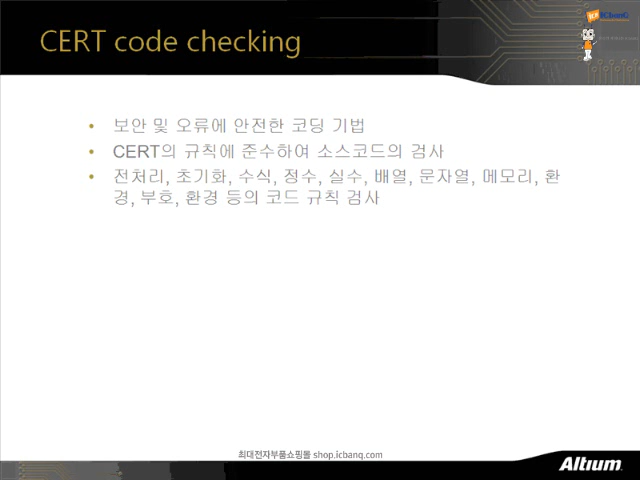 CERT code checking
ICbanQ
• 보안 및 오류에 안전한 코딩 기법
• CERT의 규칙에 준수하여 소스코드의 검사
• 전처리, 초기화, 수식, 정수, 실수, 배열, 문자열, 메모리, 환
경, 부호, 환경 등의 코드 규칙 검사
최대전자부품쇼핑몰 shop.icbanq.com
Altium